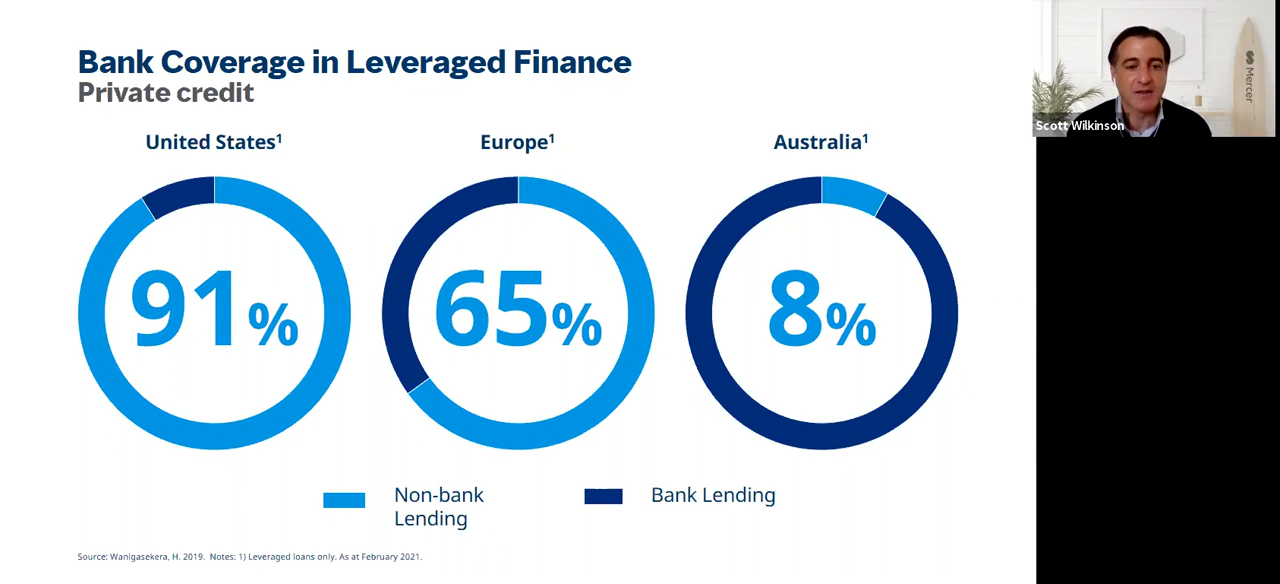 Bank Coverage in Leveraged Finance
Private credit
United States¹
Europe¹
Australia¹
91%
65%
8%
Non-bank
Lending
Bank Lending
Source: Wanigasekera, H. 2019. Notes: 1) Leveraged loans only. As at February 2021.
Mercer
Scott Wilkinson